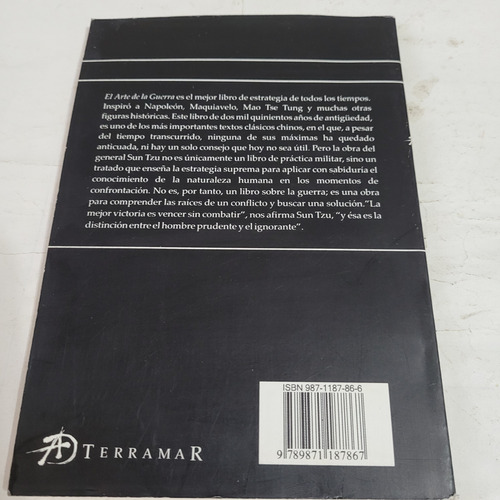 El Arte de la Guerra es el mejor libro de estrategia de todos los tiempos.
Inspiró a Napoleón, Maquiavelo, Mao Tse Tung y muchas otras
figuras históricas. Este libro de dos mil quinientos años de antigüedad,
es uno de los más importantes textos clásicos chinos, en el que, a pesar
del tiempo transcurrido, ninguna de sus máximas ha quedado
anticuada, ni hay un solo consejo que hoy no sea útil. Pero la obra del
general Sun Tzu no es únicamente un libro de práctica militar, sino un
tratado que enseña la estrategia suprema para aplicar con sabiduría el
conocimiento de la naturaleza humana en los momentos de
confrontación. No es, por tanto, un libro sobre la guerra; es una obra
para comprender las raíces de un conflicto y buscar una solución."La
mejor victoria es vencer sin combatir", nos afirma Sun Tzu, "y ésa es la
distinción entre el hombre prudente y el ignorante".
ISBN 987-1187-86-6
9 789871 187867
TERRAMAR